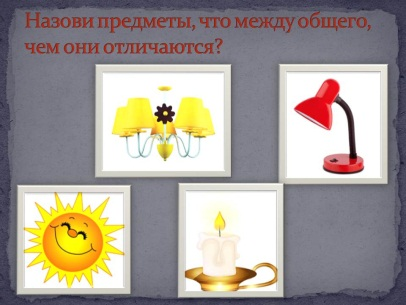 Назови предметы, что между общего,
чем они отличаются?